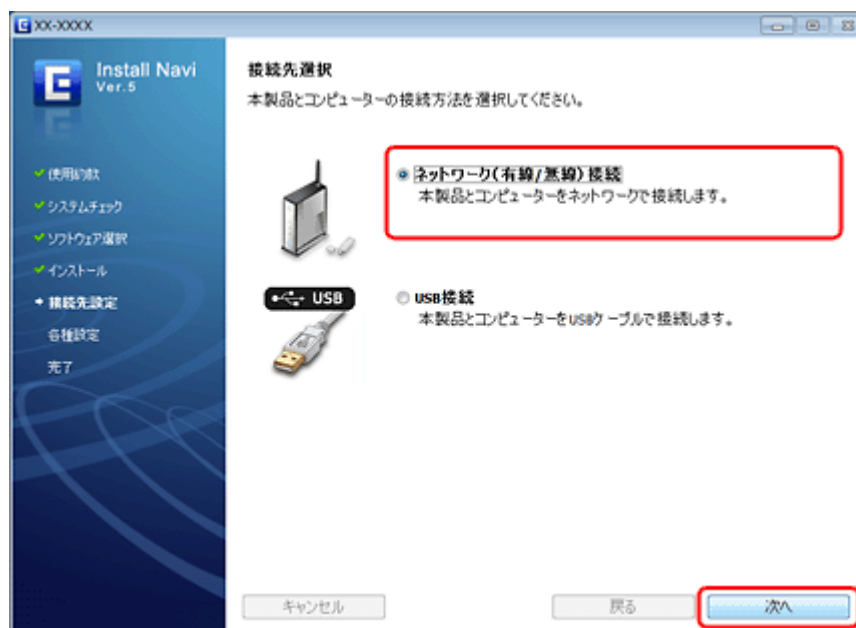 XX-XXXX
Install Navi
Ver.5
使用約款
システムチェック
ソフトウェア選択
インストール
接続先設定
各種設定
完了
接続先選択
本製品とコンピューターの接続方法を選択してください。
ネットワーク(有線/無線)接続
本製品とコンピューターをネットワークで接続します。
USB
USB接続
本製品とコンピューターをUSBケーブルで接続します。
キャンセル
戻る
次へ